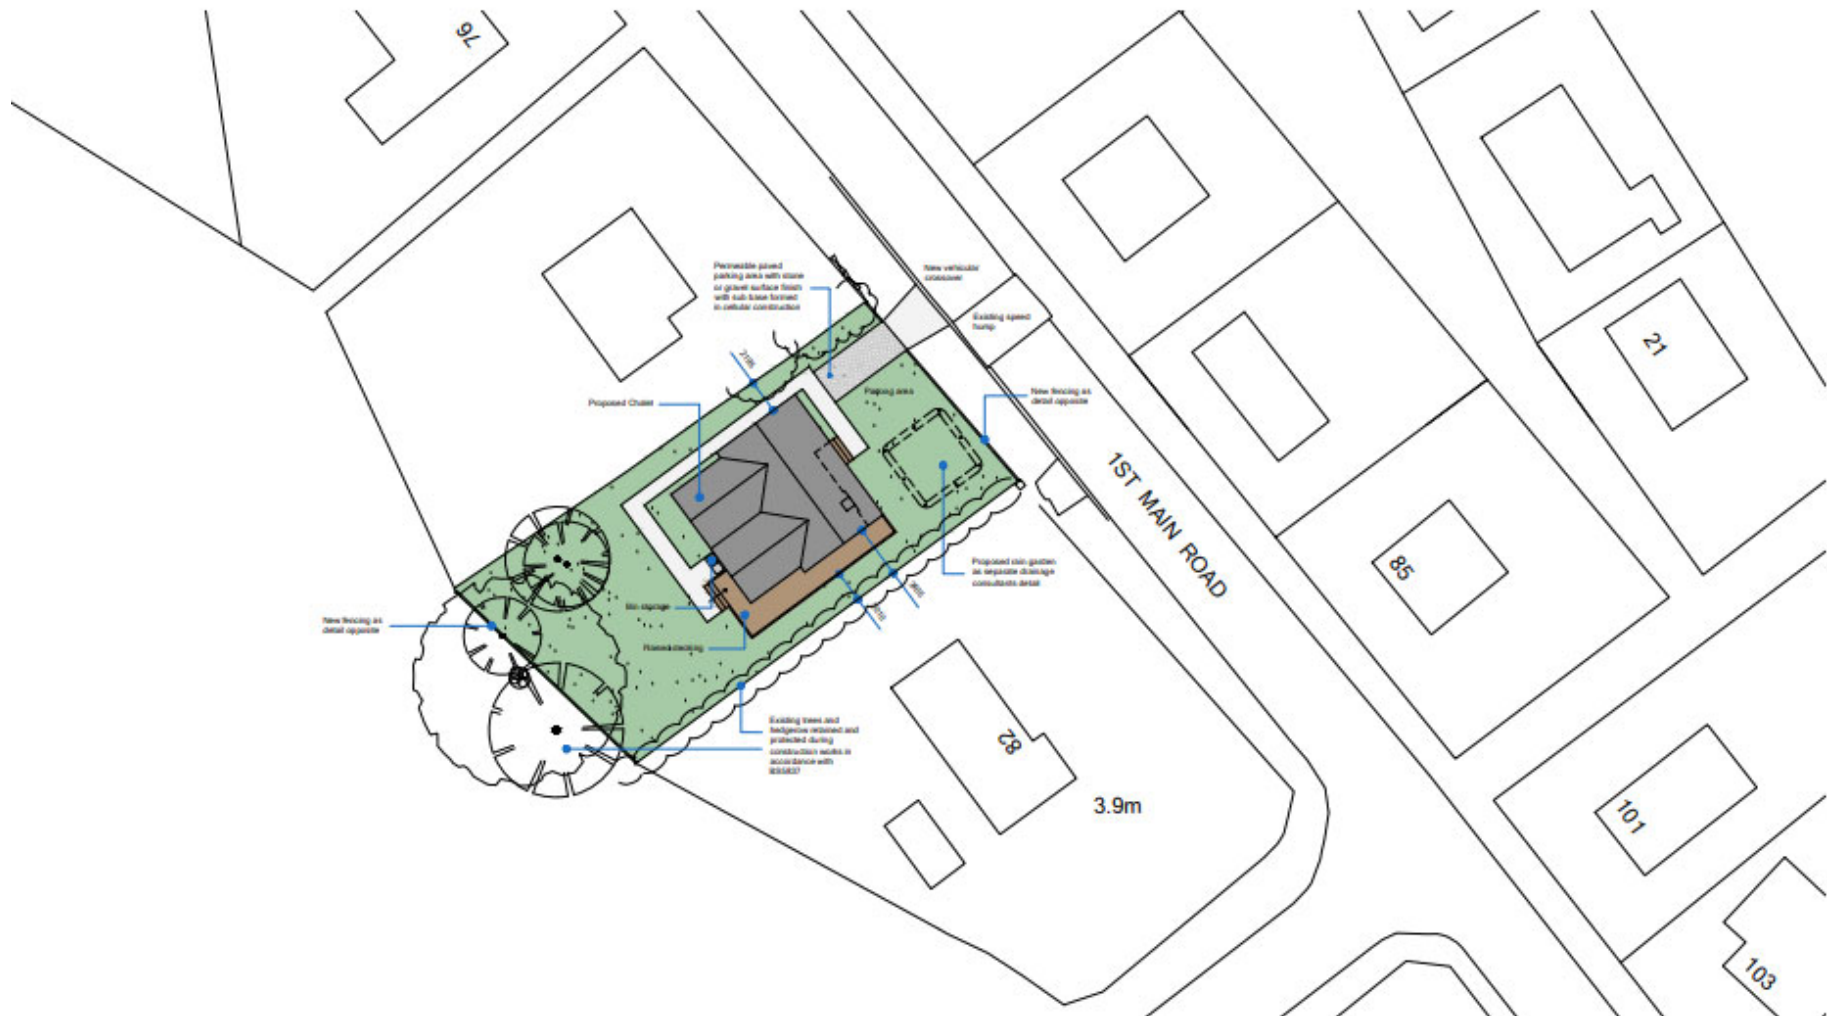 76
Permeable paved
parking area with stone
or gravel surface finish
with sub base formed
in cellular construction
New vehicular
crossover
Existing speed
hump
21
2195
Parking area
New fencing as
detail opposite
Proposed Chalet
1ST MAIN ROAD
85
Proposed rain garden
as separate drainage
consultants detail
Bin storage
New fencing as
detail opposite
Raised decking
Existing trees and
hedgerow retained and
protected during
construction works in
accordance with
BS5837
82
3.9m
101
103